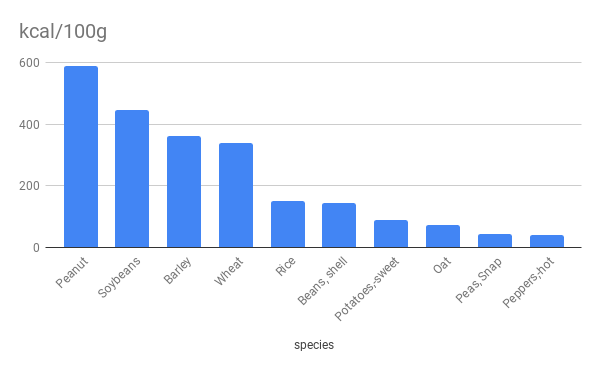 kcal/100g
600
400
200
0
Peanut
Soybeans
Barley
Wheat
Rice
Beans, shell
Potatoes,-sweet
Oat
Peas,Snap
Peppers,-hot
species